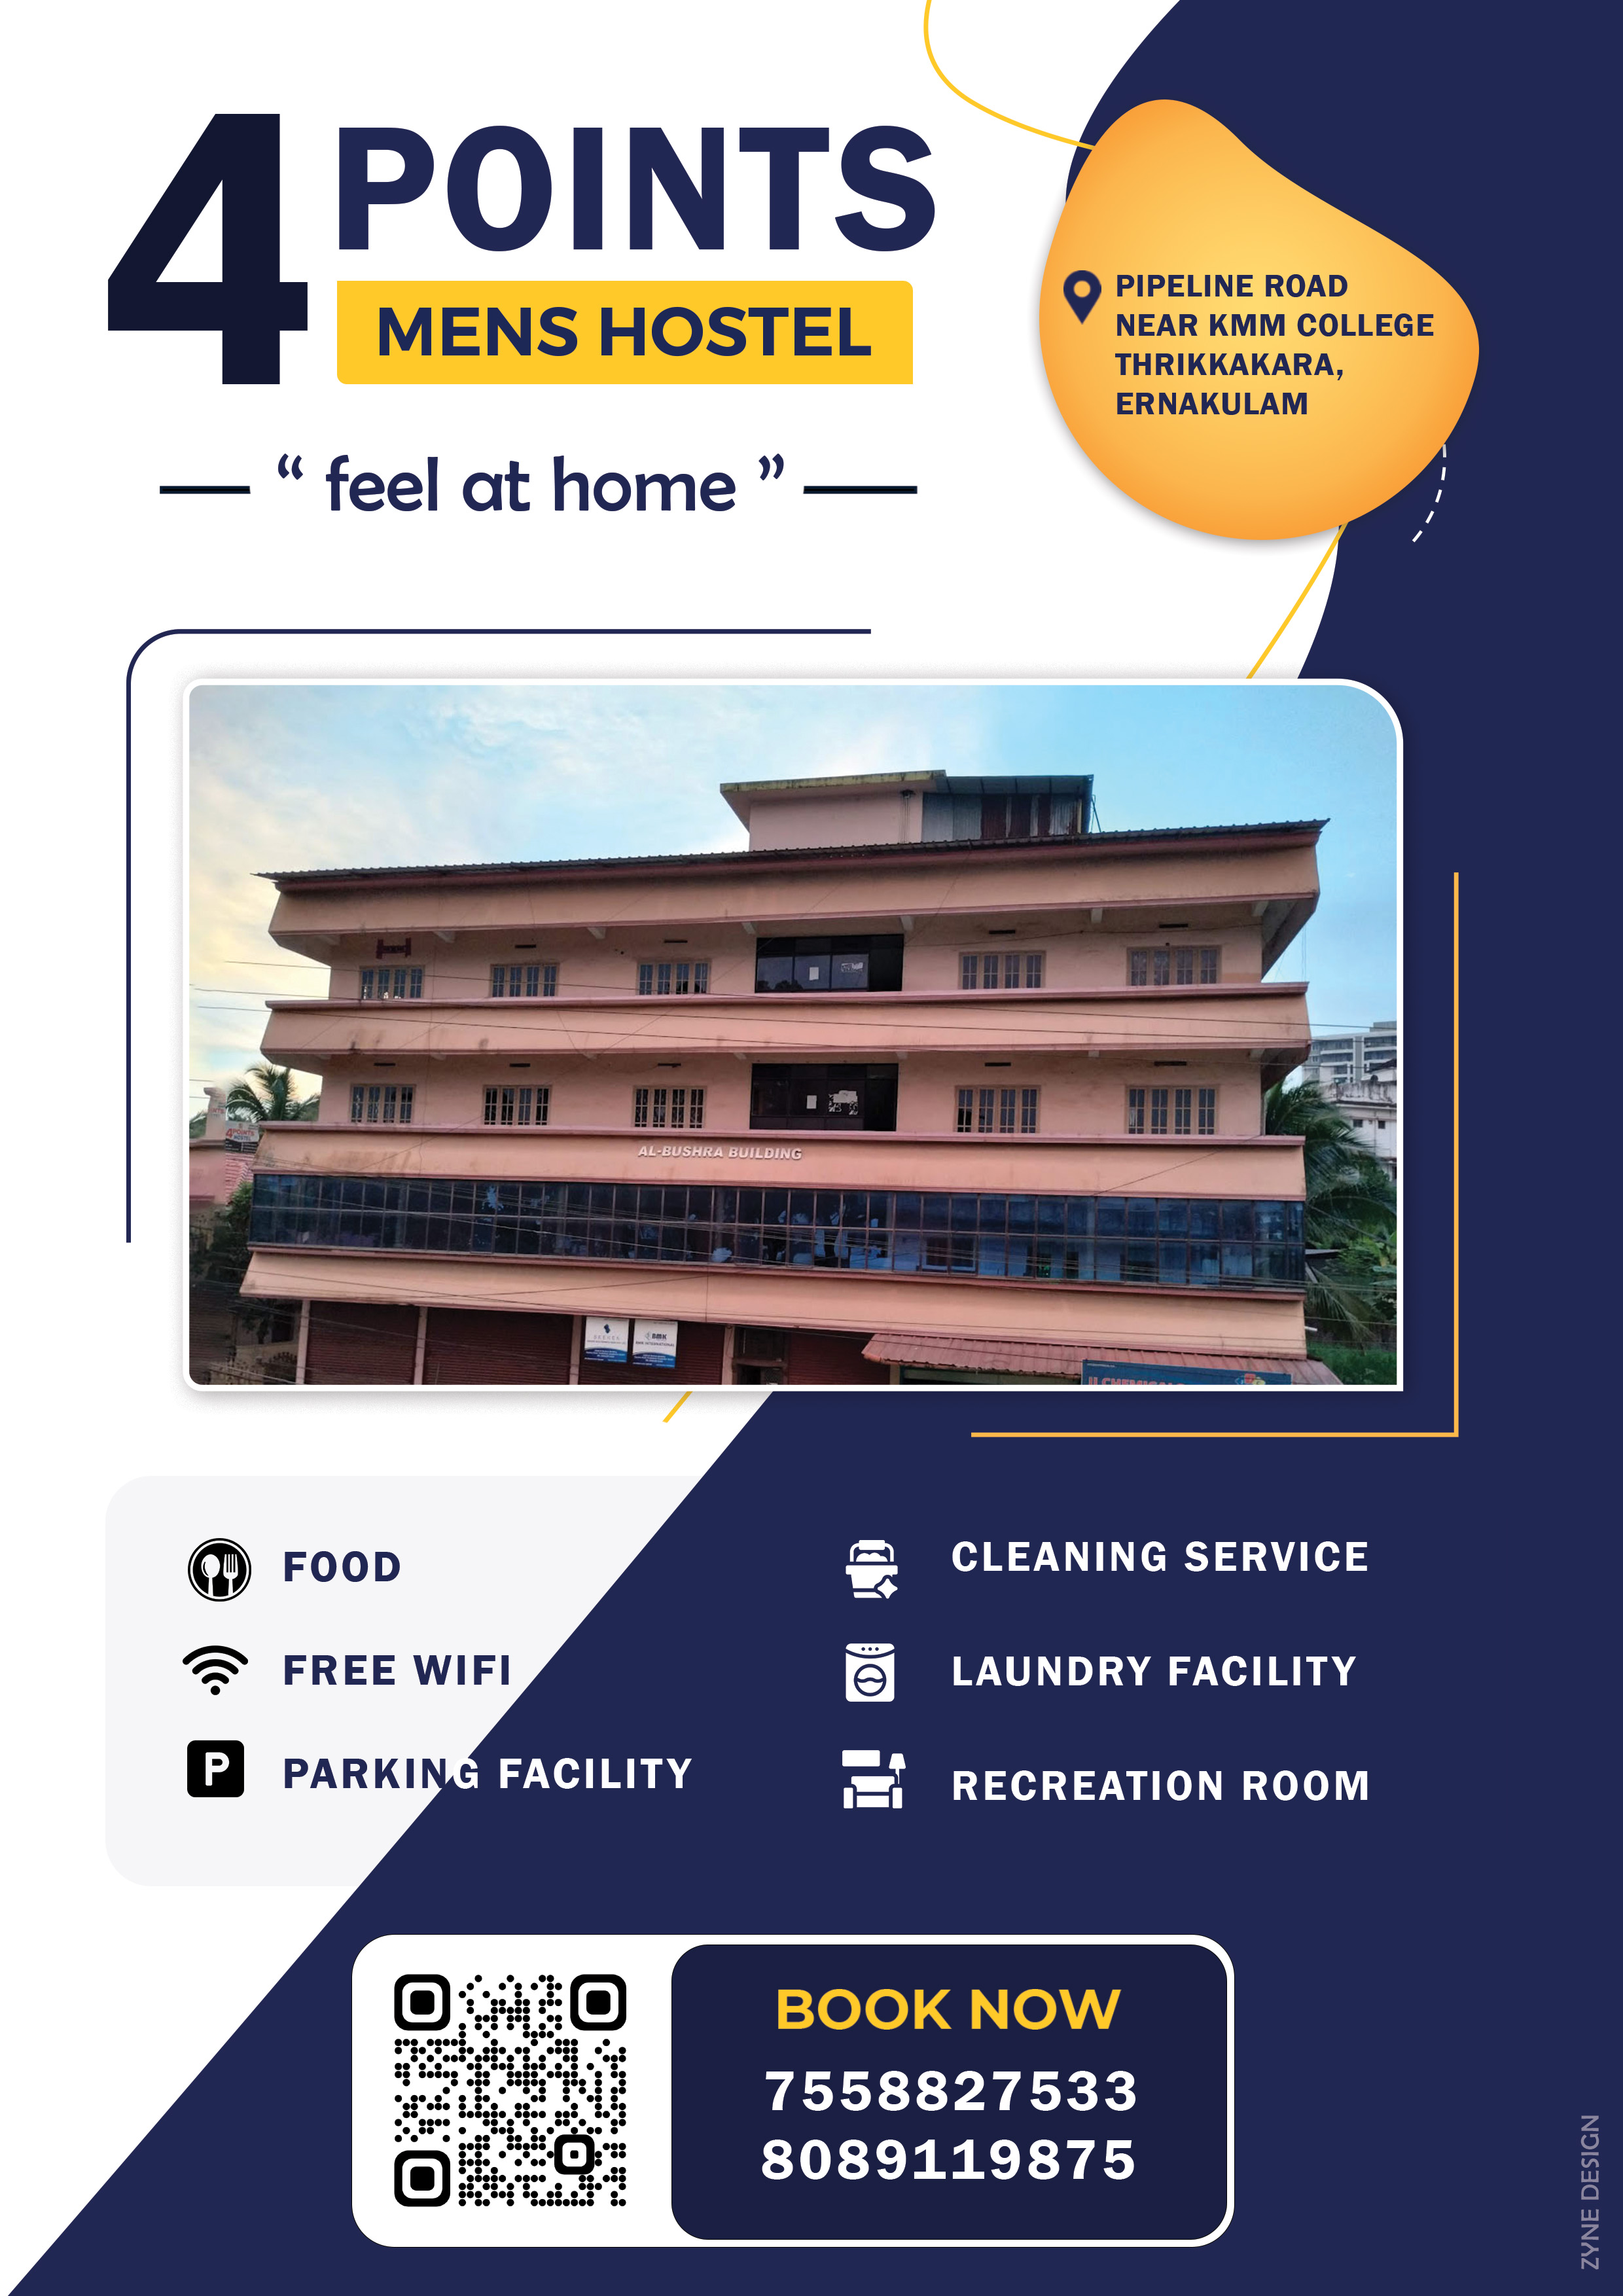 4 POINTS
MENS HOSTEL
“ feel at home ”
PIPELINE ROAD
NEAR KMM COLLEGE
THRIKKAKARA,
ERNAKULAM
AL-BUSHRA BUILDING
BMK
FOOD
FREE WIFI
PARKING FACILITY
CLEANING SERVICE
LAUNDRY FACILITY
RECREATION ROOM
BOOK NOW
7558827533
8089119875
ZYNE DESIGN